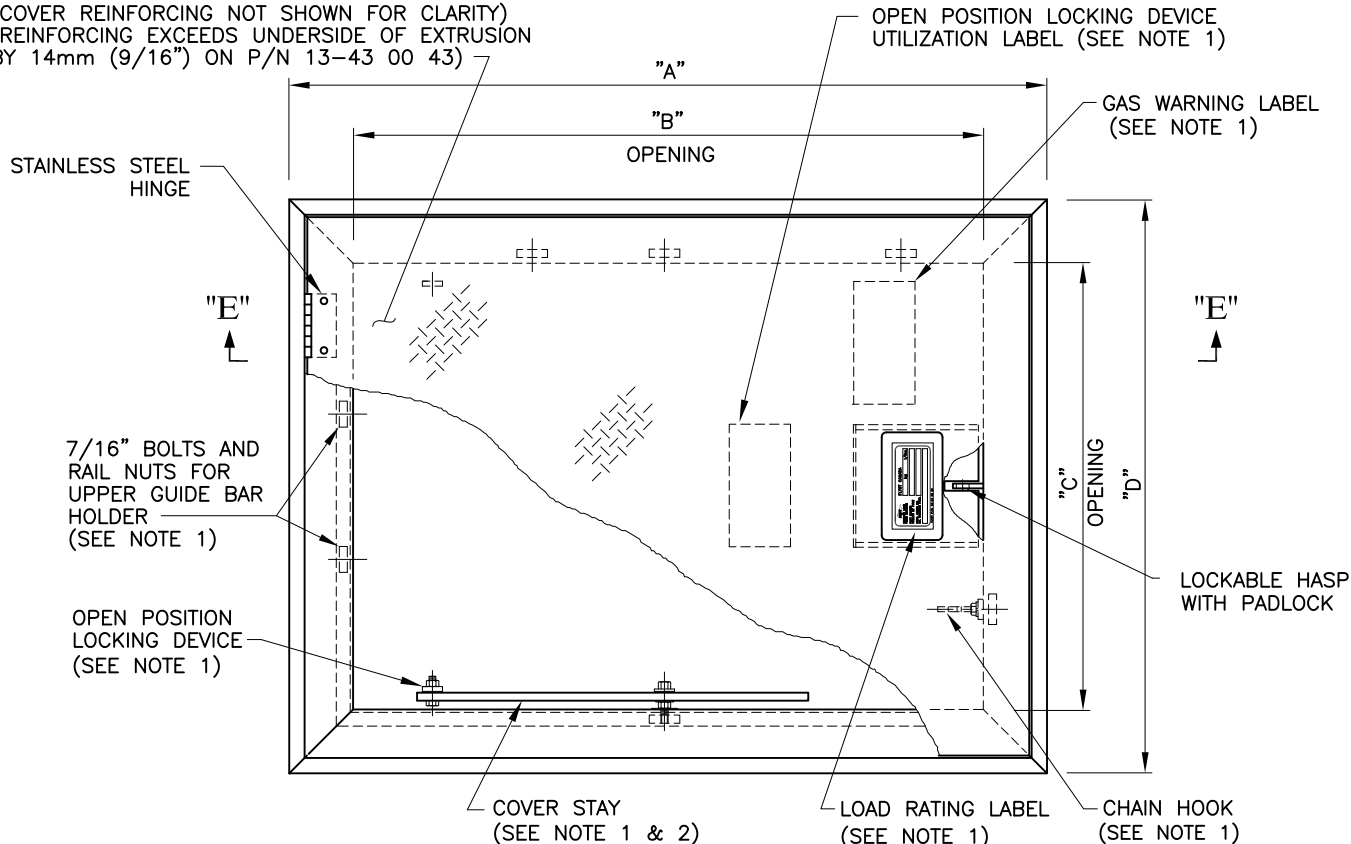 COVER REINFORCING NOT SHOWN FOR CLARITY)
REINFORCING EXCEEDS UNDERSIDE OF EXTRUSION
BY 14mm (9/16") ON P/N 13-43 00 43)
OPEN POSITION LOCKING DEVICE
UTILIZATION LABEL (SEE NOTE 1)
"A"
GAS WARNING LABEL
(SEE NOTE 1)
"B"
OPENING
STAINLESS STEEL
HINGE
"E"
"E"
7/16" BOLTS AND
RAIL NUTS FOR
UPPER GUIDE BAR
HOLDER
(SEE NOTE 1)
"C"
OPENING
"D"
LOCKABLE HASP
WITH PADLOCK
OPEN POSITION
LOCKING DEVICE
(SEE NOTE 1)
COVER STAY
(SEE NOTE 1 & 2)
LOAD RATING LABEL
(SEE NOTE 1)
CHAIN HOOK
(SEE NOTE 1)